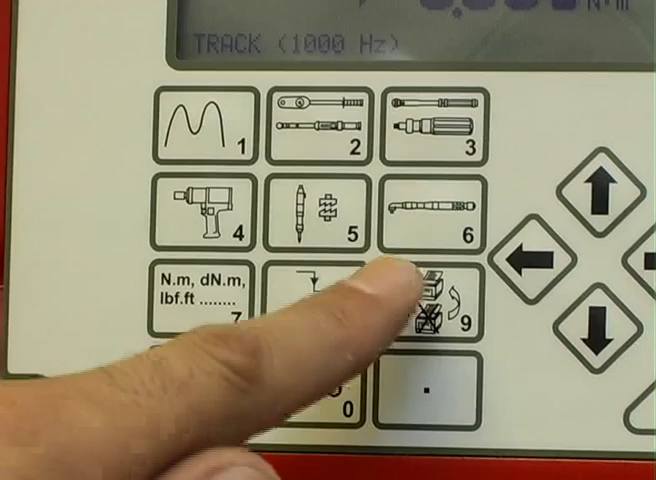 N·m
TRACK (1000 Hz)
1
2
3
4
5
6
N.m, dN.m,
lbf.ft ........
7
9
0
.